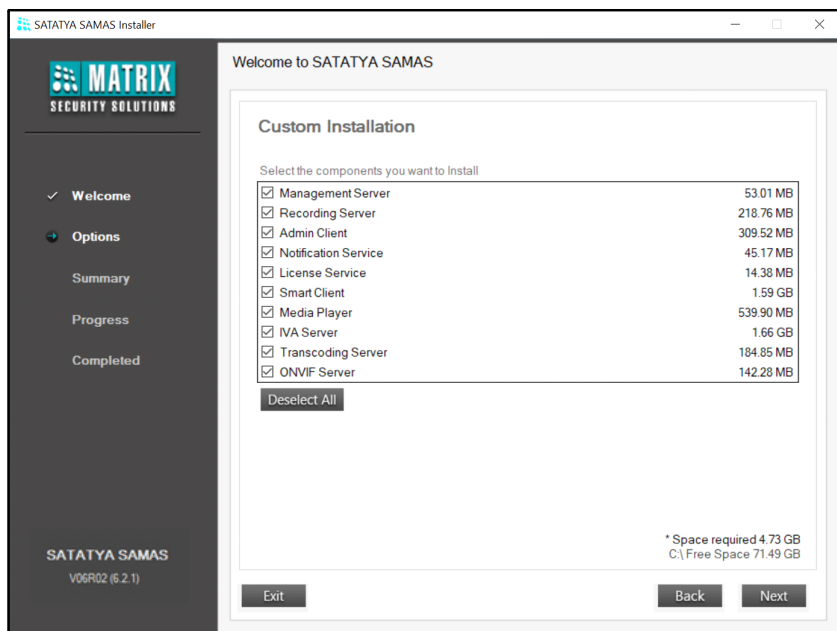 SATATYA SAMAS Installer
MATRIX
SECURITY SOLUTIONS
Welcome
Options
Summary
Progress
Completed
SATATYA SAMAS
V06R02 (6.2.1)
Welcome to SATATYA SAMAS
Custom Installation
Select the components you want to Install
Management Server 53.01 MB
Recording Server 218.76 MB
Admin Client 309.52 MB
Notification Service 45.17 MB
License Service 14.38 MB
Smart Client 1.59 GB
Media Player 539.90 MB
IVA Server 1.66 GB
Transcoding Server 184.85 MB
ONVIF Server 142.28 MB
Deselect All
* Space required 4.73 GB
C:\ Free Space 71.49 GB
Exit Back Next